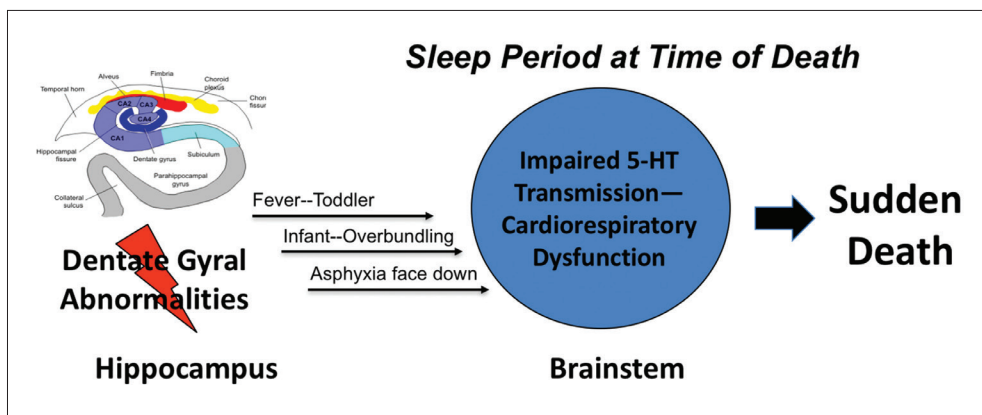 Sleep Period at Time of Death
Alveus
Fimbria
Choroid
plexus
Temporal horn
Chori
fissur
CA2
CA3
CA4
CA1
Hippocampal
fissure
Dentate gyrus
Subiculum
Parahippocampal
gyrus
Collateral
sulcus
Fever--Toddler
Infant--Overbundling
Asphyxia face down
Dentate Gyral
Abnormalities
Hippocampus
Impaired 5-HT
Transmission—
Cardiorespiratory
Dysfunction
Brainstem
Sudden
Death